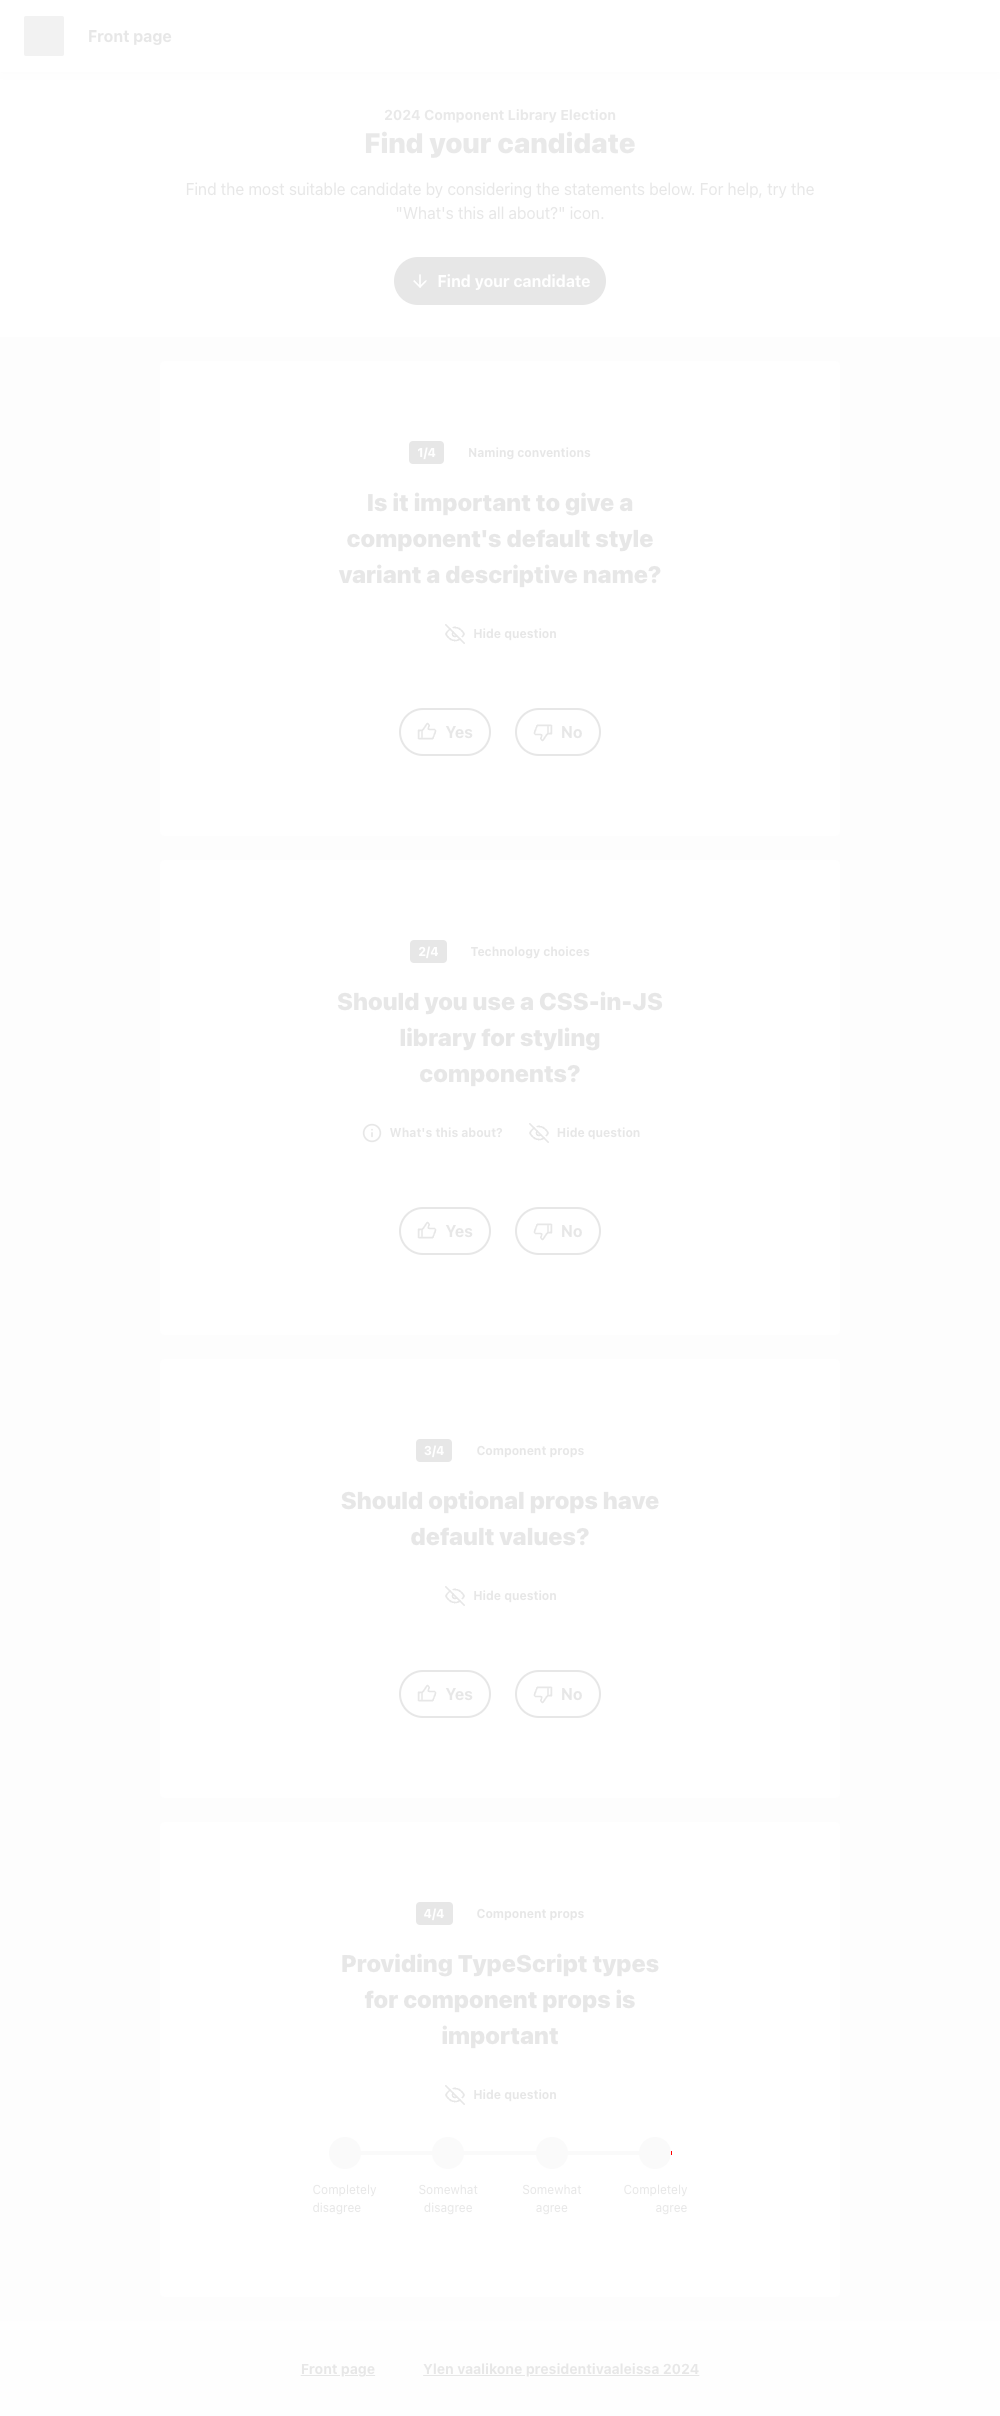 Front page
2024 Component Library Election
Find your candidate
Find the most suitable candidate by considering the statements below. For help, try the
"What's this all about?" icon.
Find your candidate
1/4 Naming conventions
Is it important to give a
component's default style
variant a descriptive name?
Hide question
Yes No
2/4 Technology choices
Should you use a CSS-in-JS
library for styling
components?
What's this about? Hide question
Yes No
3/4 Component props
Should optional props have
default values?
Hide question
Yes No
4/4 Component props
Providing TypeScript types
for component props is
important
Hide question
Completely Somewhat Somewhat Completely
disagree disagree agree agree
Front page Ylen vaalikone presidentivaaleissa 2024